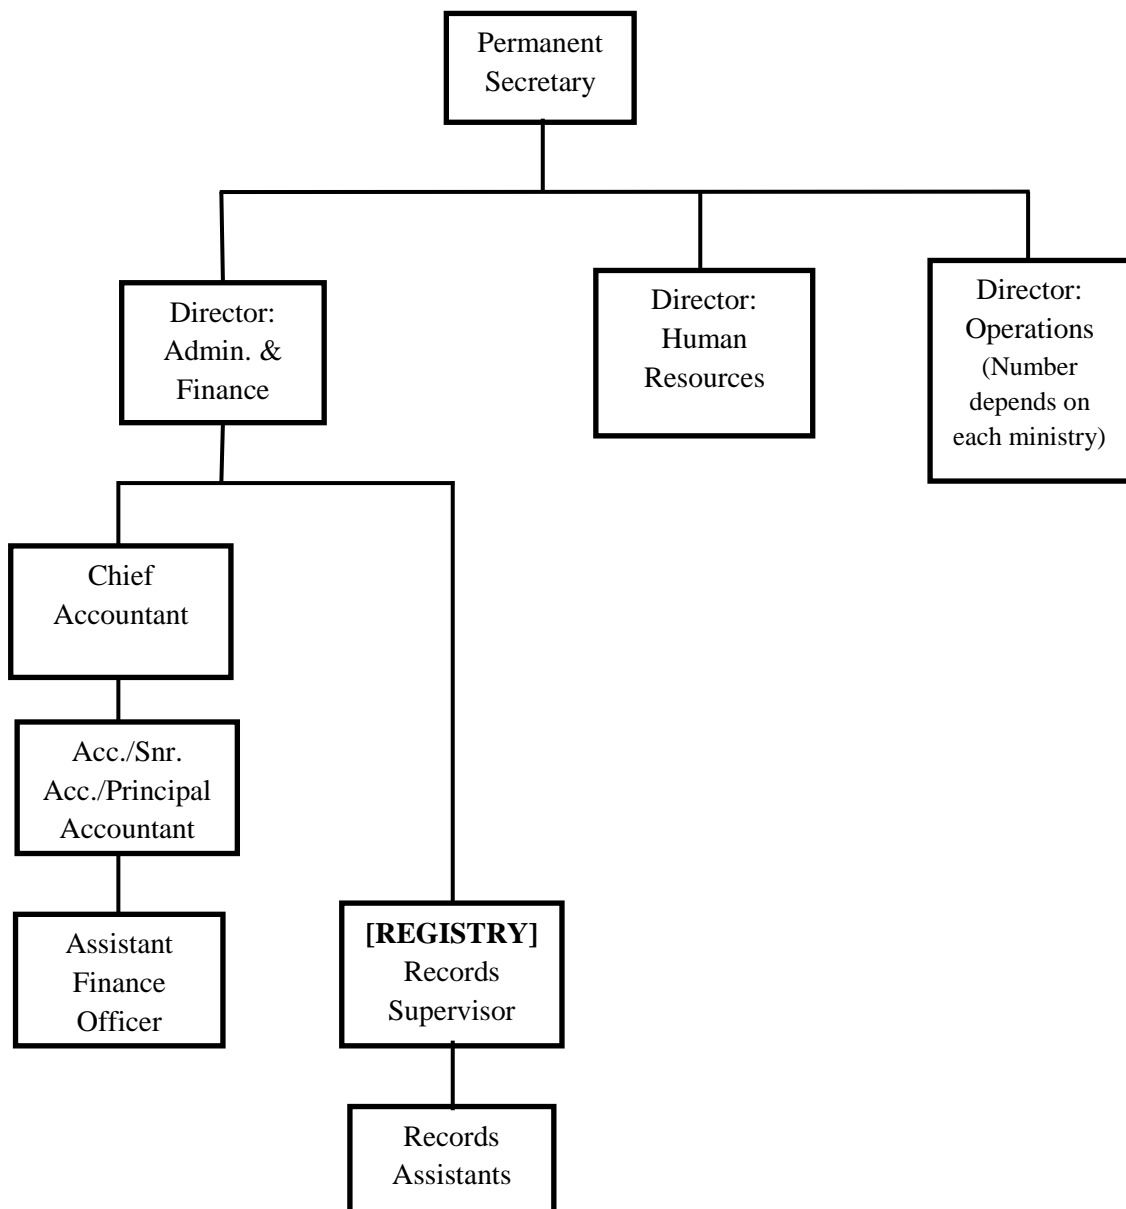 Permanent
Secretary
Director:
Admin. &
Finance
Director:
Human
Resources
Director:
Operations
(Number
depends on
each ministry)
Chief
Accountant
Acc./Snr.
Acc./Principal
Accountant
Assistant
Finance
Officer
[REGISTRY]
Records
Supervisor
Records
Assistants